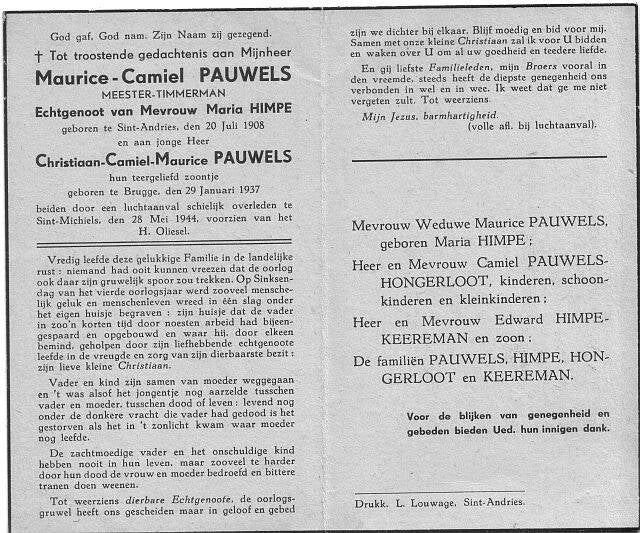 God gaf, God nam. Zijn Naam zij gezegend.
† Tot troostende gedachtenis aan Mijnheer
Maurice-Camiel PAUWELS
MEESTER-TIMMERMAN
Echtgenoot van Mevrouw Maria HIMPE
geboren te Sint-Andries, den 20 Juli 1908
en aan jonge Heer
Christiaan-Camiel-Maurice PAUWELS
hun teergeliefd zoontje
geboren te Brugge, den 29 Januari 1937
beiden door een luchtaanval schielijk overleden te
Sint-Michiels, den 28 Mei 1944, voorzien van het
H. Oliesel.
Vredig leefde deze gelukkige Familie in de landelijke
rust : niemand had ooit kunnen vreezen dat de oorlog
ook daar zijn gruwelijk spoor zou trekken. Op Sinksen-
dag van het vierde oorlogsjaar werd zooveel mensche-
lijk geluk en menschenleven wreed in één slag onder
het eigen huisje begraven : zijn huisje dat de vader
in zoo'n korten tijd door noesten arbeid had bijeen-
gespaard en opgebouwd en waar hij, door elkeen
bemind, geholpen door zijn liefhebbende echtgenoote
leefde in de vreugde en zorg van zijn dierbaarste bezit :
zijn lieve kleine Christiaan.
Vader en kind zijn samen van moeder weggegaan
en 't was alsof het jongentje nog aarzelde tusschen
vader en moeder, tusschen dood of leven : levend nog
onder de donkere vracht die vader had gedood is het
gestorven als het in 't zonlicht kwam waar moeder
nog leefde.
De zachtmoedige vader en het onschuldige kind
hebben nooit in hun leven, maar zooveel te harder
door hun dood de vrouw en moeder bedroefd en bittere
tranen doen weenen.
Tot weerziens dierbare Echtgenoote, de oorlogs-
gruwel heeft ons gescheiden maar in geloof en gebed
zijn we dichter bij elkaar. Blijf moedig en bid voor mij.
Samen met onze kleine Christiaan zal ik voor U bidden
en waken over U om al uw goedheid en teedere liefde.
En gij liefste Familieleden, mijn Broers vooral in
den vreemde, steeds heeft de diepste genegenheid ons
verbonden in wel en in wee. Ik weet dat ge me niet
vergeten zult. Tot weerziens.
Mijn Jezus, barmhartigheid.
(volle afl. bij luchtaanval).
Mevrouw Weduwe Maurice PAUWELS,
geboren Maria HIMPE ;
Heer en Mevrouw Camiel PAUWELS-
HONGERLOOT, kinderen, schoon-
kinderen en kleinkinderen ;
Heer en Mevrouw Edward HIMPE-
KEEREMAN en zoon ;
De familiën PAUWELS, HIMPE, HON-
GERLOOT en KEEREMAN.
Voor de blijken van genegenheid en
gebeden bieden Ued. hun innigen dank.
Drukk. L. Louwage, Sint-Andries.